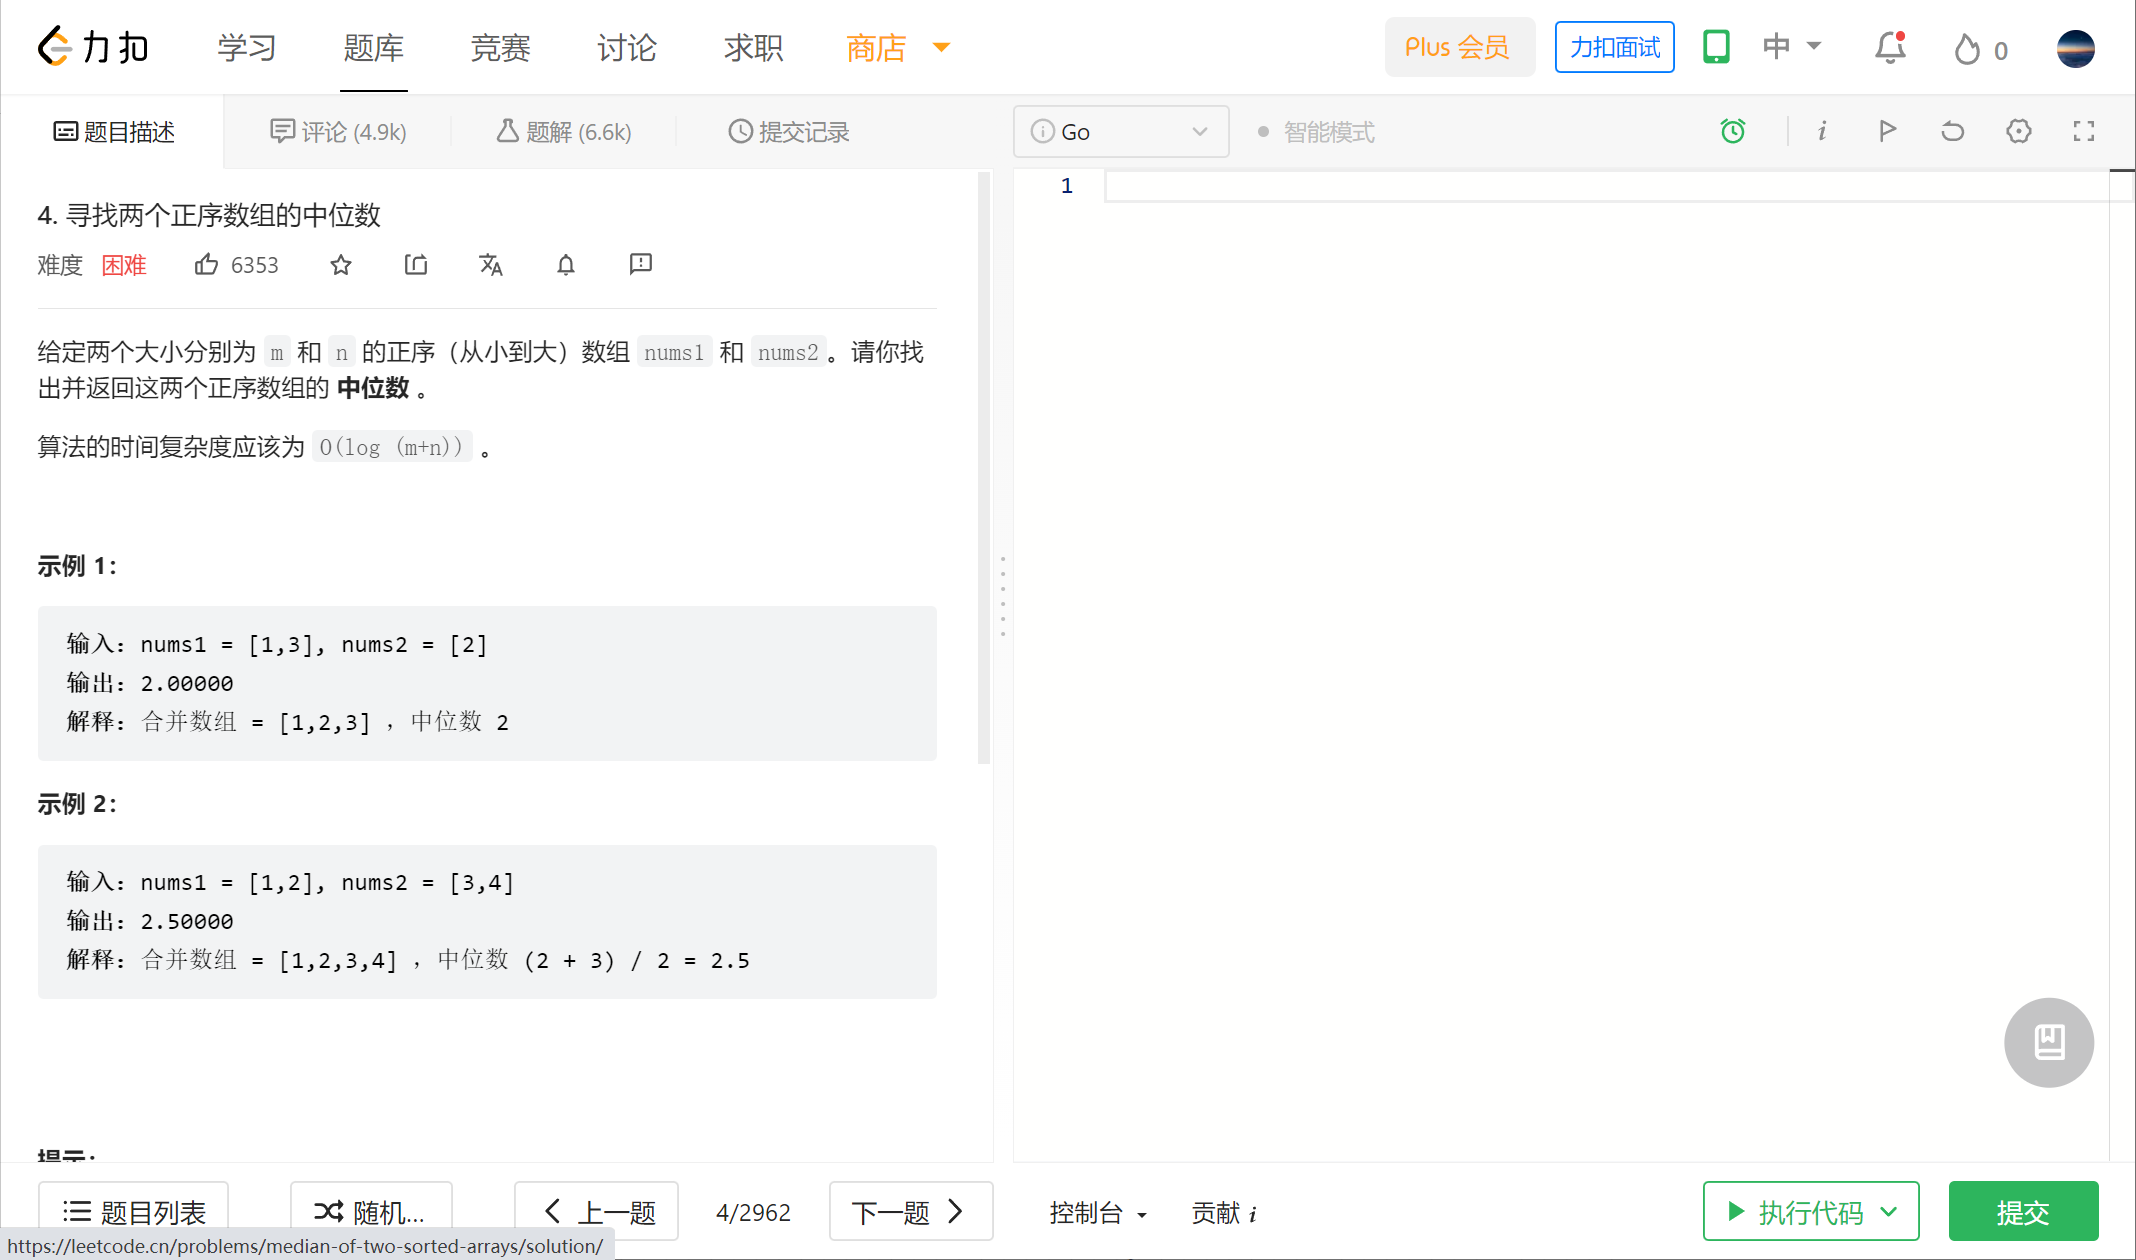 力扣 学习 题库 竞赛 讨论 求职 商店 Plus 会员 力扣面试 中 0
题目描述 评论 (4.9k) 题解 (6.6k) 提交记录 i Go 智能模式 i
1
4. 寻找两个正序数组的中位数
难度 困难 6353
给定两个大小分别为 m 和 n 的正序（从小到大）数组 nums1 和 nums2。请你找
出并返回这两个正序数组的 中位数 。
算法的时间复杂度应该为 O(log (m+n)) 。
示例 1：
输入：nums1 = [1,3], nums2 = [2]
输出：2.00000
解释：合并数组 = [1,2,3] ，中位数 2
示例 2：
输入：nums1 = [1,2], nums2 = [3,4]
输出：2.50000
解释：合并数组 = [1,2,3,4] ，中位数 (2 + 3) / 2 = 2.5
提示：
题目列表 随机... 上一题 4/2962 下一题 控制台 贡献 i 执行代码 提交
https://leetcode.cn/problems/median-of-two-sorted-arrays/solution/